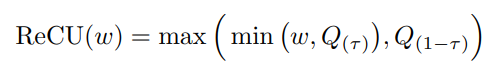 ReCU(w) = max ( min (w, Q_{(τ)}), Q_{(1−τ)} )